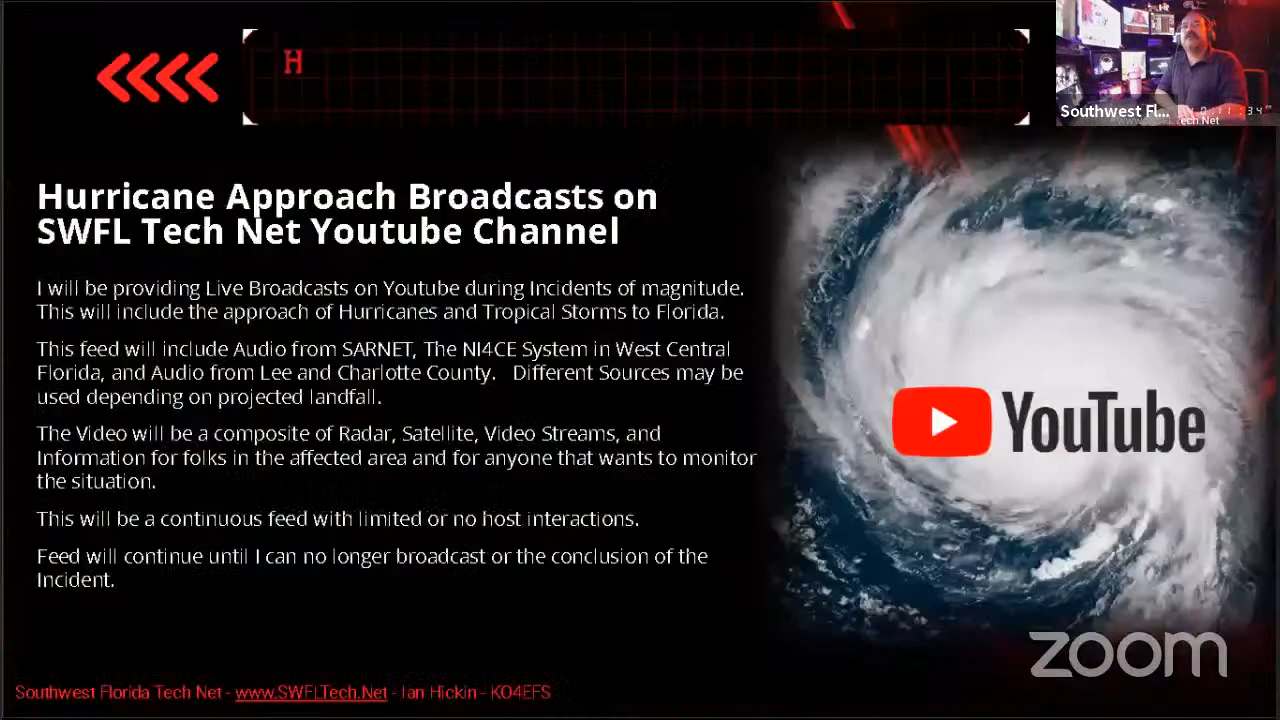 H
Southwest Fl...
Hurricane Approach Broadcasts on
SWFL Tech Net Youtube Channel
I will be providing Live Broadcasts on Youtube during Incidents of magnitude.
This will include the approach of Hurricanes and Tropical Storms to Florida.
This feed will include Audio from SARNET, The NI4CE System in West Central
Florida, and Audio from Lee and Charlotte County. Different Sources may be
used depending on projected landfall.
The Video will be a composite of Radar, Satellite, Video Streams, and
Information for folks in the affected area and for anyone that wants to monitor
the situation.
This will be a continuous feed with limited or no host interactions.
Feed will continue until I can no longer broadcast or the conclusion of the
Incident.
YouTube
zoom
Southwest Florida Tech Net - www.SWFLTech.Net - Ian Hickin - KO4EFS